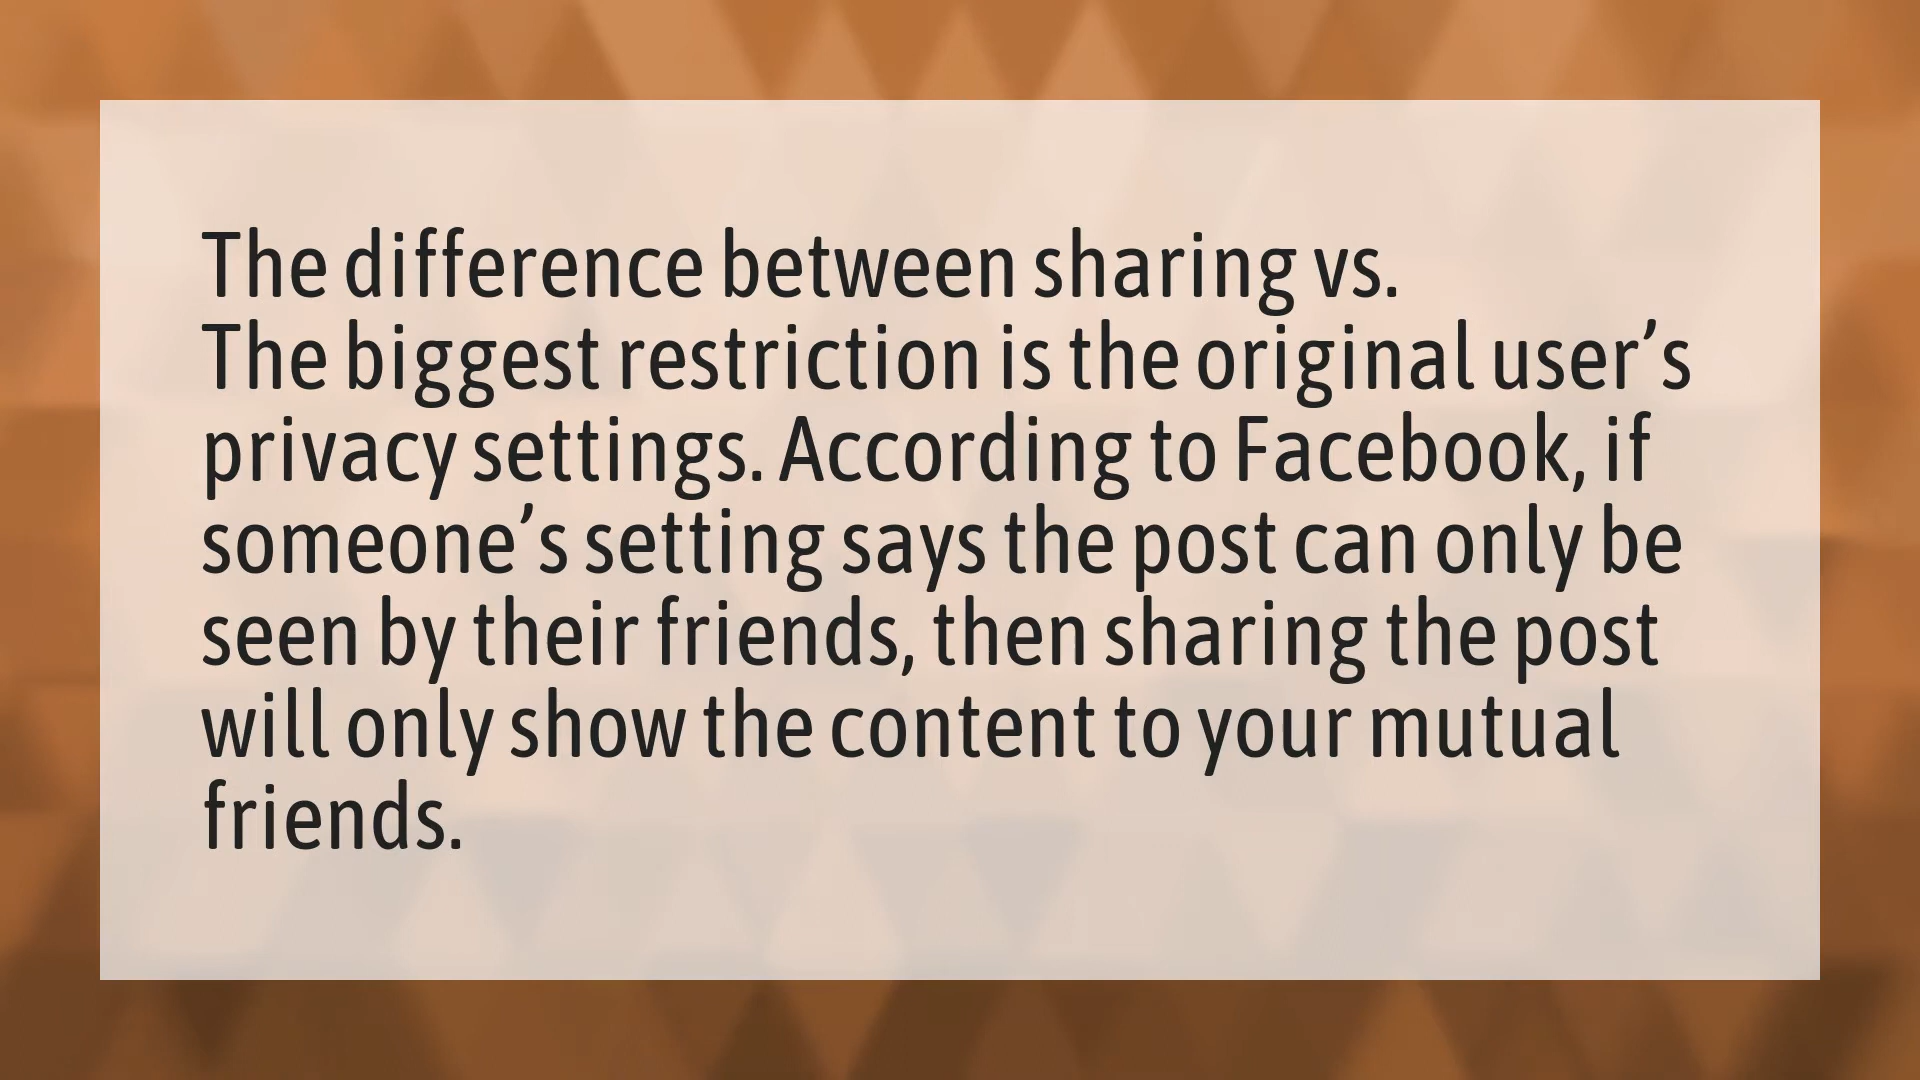 The difference between sharing vs.
The biggest restriction is the original user’s
privacy settings. According to Facebook, if
someone’s setting says the post can only be
seen by their friends, then sharing the post
will only show the content to your mutual
friends.